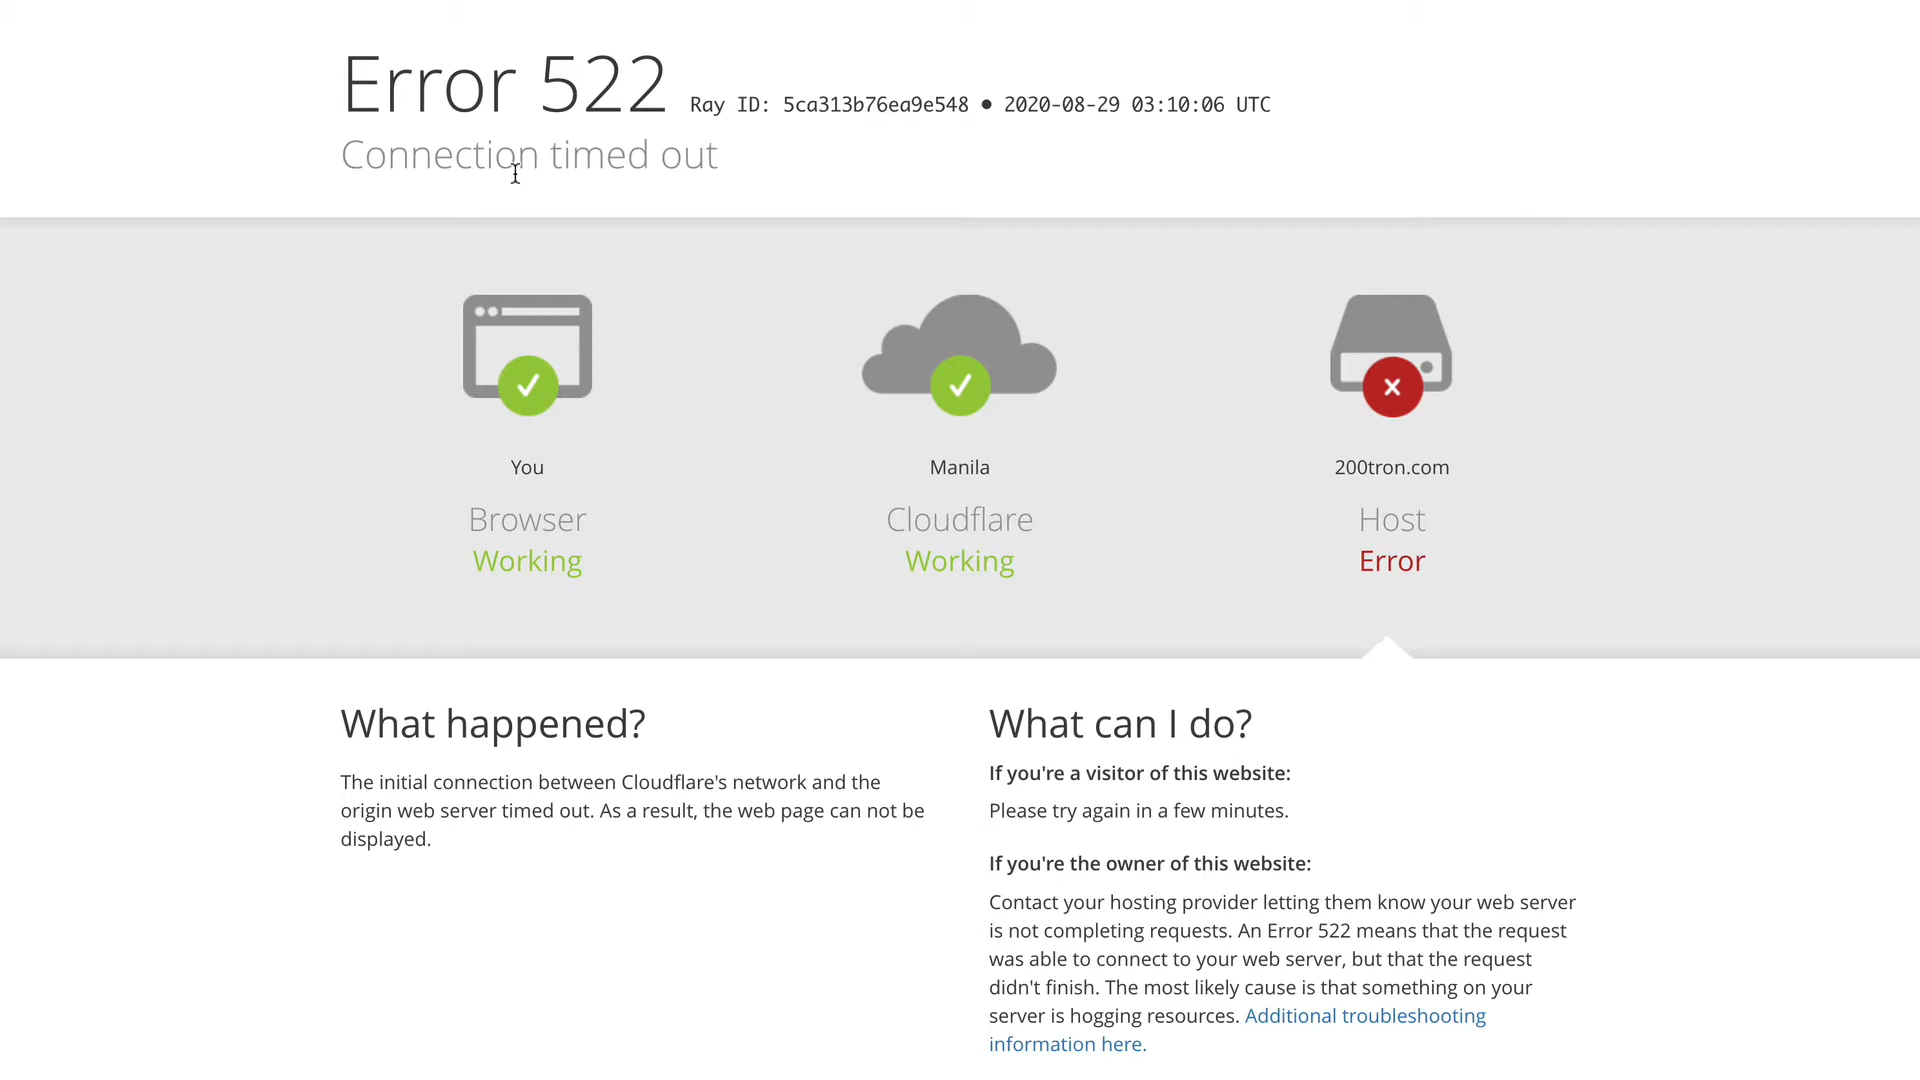 Error 522 Ray ID: 5ca313b76ea9e548 • 2020-08-29 03:10:06 UTC
Connection timed out
You
Browser
Working
Manila
Cloudflare
Working
200tron.com
Host
Error
What happened?
The initial connection between Cloudflare's network and the
origin web server timed out. As a result, the web page can not be
displayed.
What can I do?
If you're a visitor of this website:
Please try again in a few minutes.
If you're the owner of this website:
Contact your hosting provider letting them know your web server
is not completing requests. An Error 522 means that the request
was able to connect to your web server, but that the request
didn't finish. The most likely cause is that something on your
server is hogging resources. Additional troubleshooting
information here.